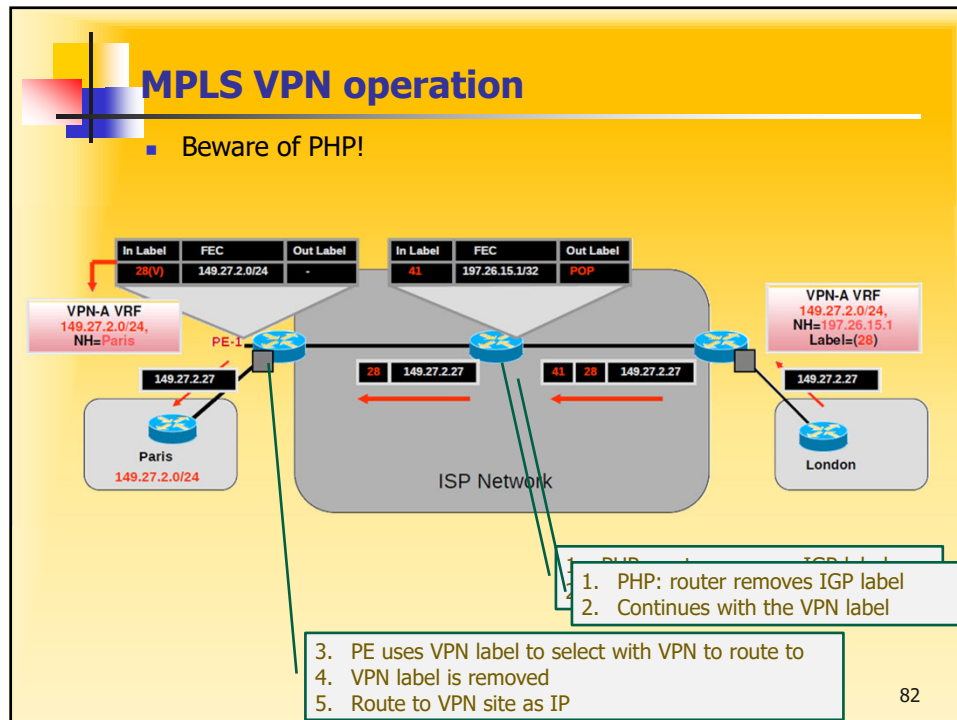 MPLS VPN operation
Beware of PHP!
In Label FEC Out Label
28(V) 149.27.2.0/24 -
In Label FEC Out Label
41 197.26.15.1/32 POP
VPN-A VRF
149.27.2.0/24,
NH=Paris
PE-1
VPN-A VRF
149.27.2.0/24,
NH=197.26.15.1
Label=(28)
149.27.2.27
28 149.27.2.27
41 28 149.27.2.27
149.27.2.27
Paris
149.27.2.0/24
ISP Network
London
1.
2
1. PHP: router removes IGP label
2. Continues with the VPN label
3. PE uses VPN label to select with VPN to route to
4. VPN label is removed
5. Route to VPN site as IP
82